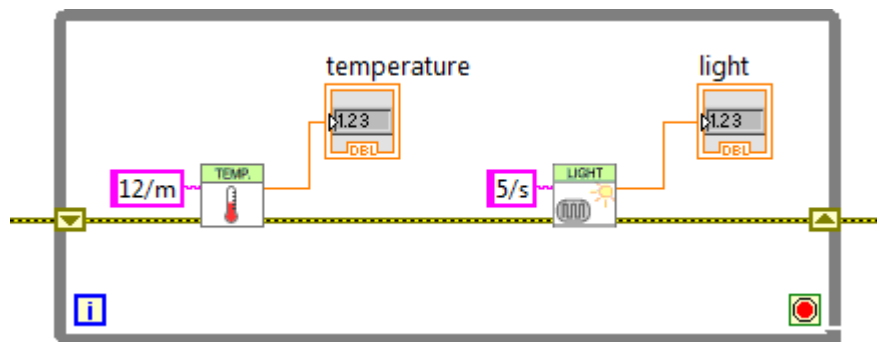 temperature
light
1.23
DBL
1.23
DBL
12/m
TEMP.
5/s
LIGHT
i